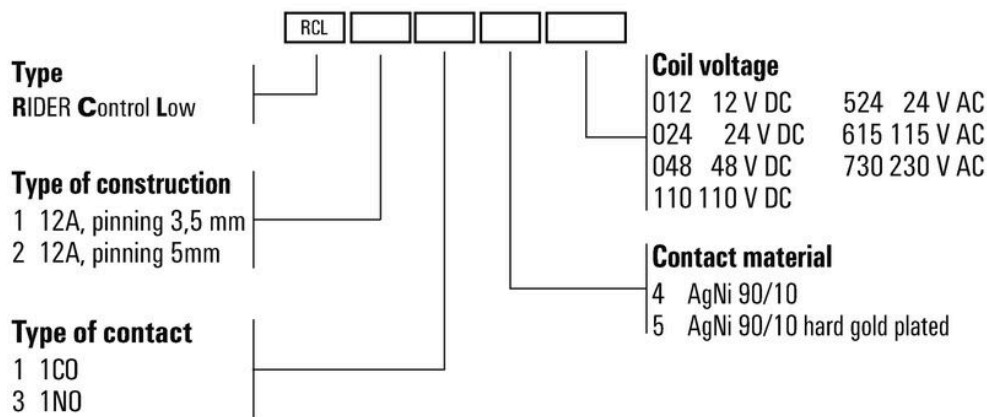 RCL
Type
RIDER Control Low
Type of construction
1 12A, pinning 3,5 mm
2 12A, pinning 5mm
Type of contact
1 1CO
3 1NO
Coil voltage
012 12 V DC 524 24 V AC
024 24 V DC 615 115 V AC
048 48 V DC 730 230 V AC
110 110 V DC
Contact material
4 AgNi 90/10
5 AgNi 90/10 hard gold plated